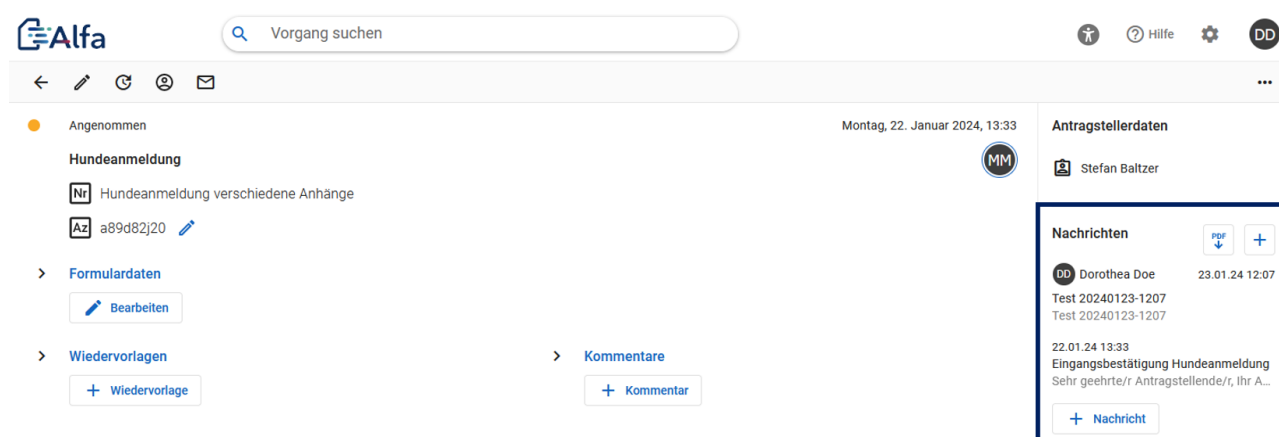 Alfa
Vorgang suchen
Hilfe
DD
Angenommen
Montag, 22. Januar 2024, 13:33
Hundeanmeldung
MM
Nr Hundeanmeldung verschiedene Anhänge
Az a89d82j20
Formulardaten
Bearbeiten
Wiedervorlagen
Wiedervorlage
Kommentare
Kommentar
Antragstellerdaten
Stefan Baltzer
Nachrichten
PDF
DD Dorothea Doe 23.01.24 12:07
Test 20240123-1207
Test 20240123-1207
22.01.24 13:33
Eingangsbestätigung Hundeanmeldung
Sehr geehrte/r Antragstellende/r, Ihr A...
Nachricht